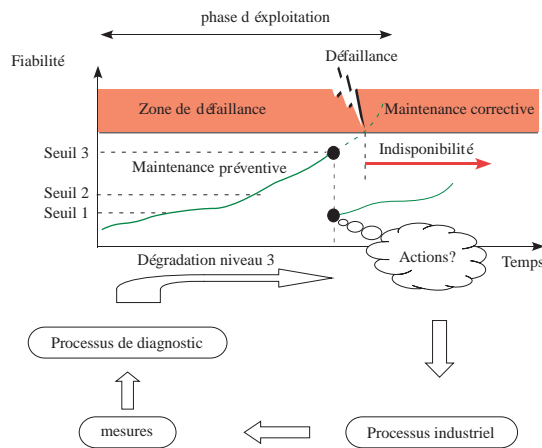 phase d éxploitation
Fiabilité
Défaillance
Zone de défaillance
Maintenance corrective
Seuil 3
Maintenance préventive
Indisponibilité
Seuil 2
Seuil 1
Actions?
Temps
Dégradation niveau 3
Processus de diagnostic
mesures
Processus industriel